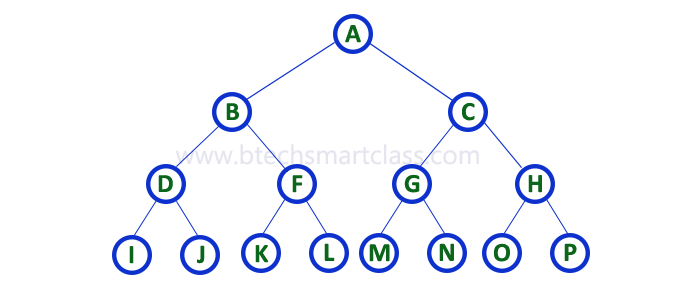 A
B C
www.btechsmartclass.com
D F G H
I J K L M N O P